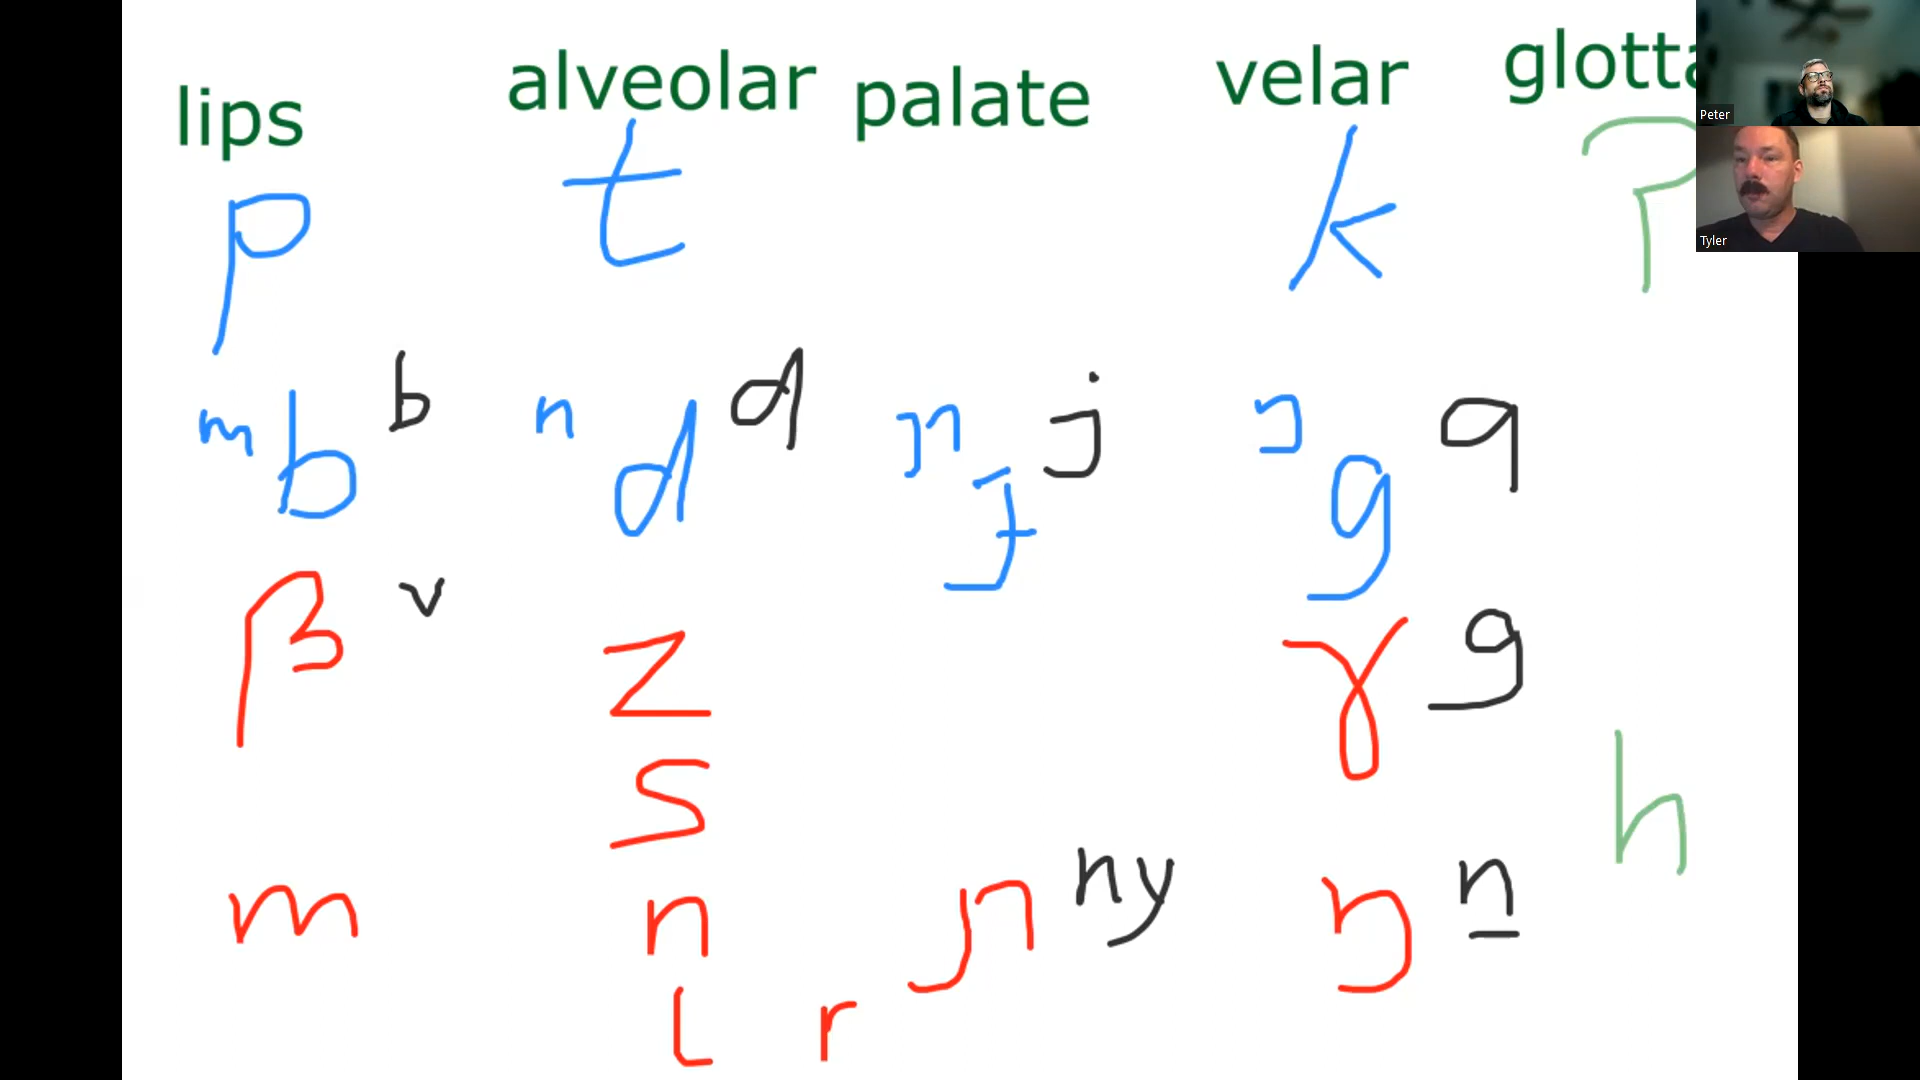 lips alveolar palate velar glotta
Peter
p t k ʔ
Tyler
ᵐb b ⁿd d ᶮɟ j ᵑg q
β v z ɣ g
s h
m n ɲ ny ŋ n̲
l r